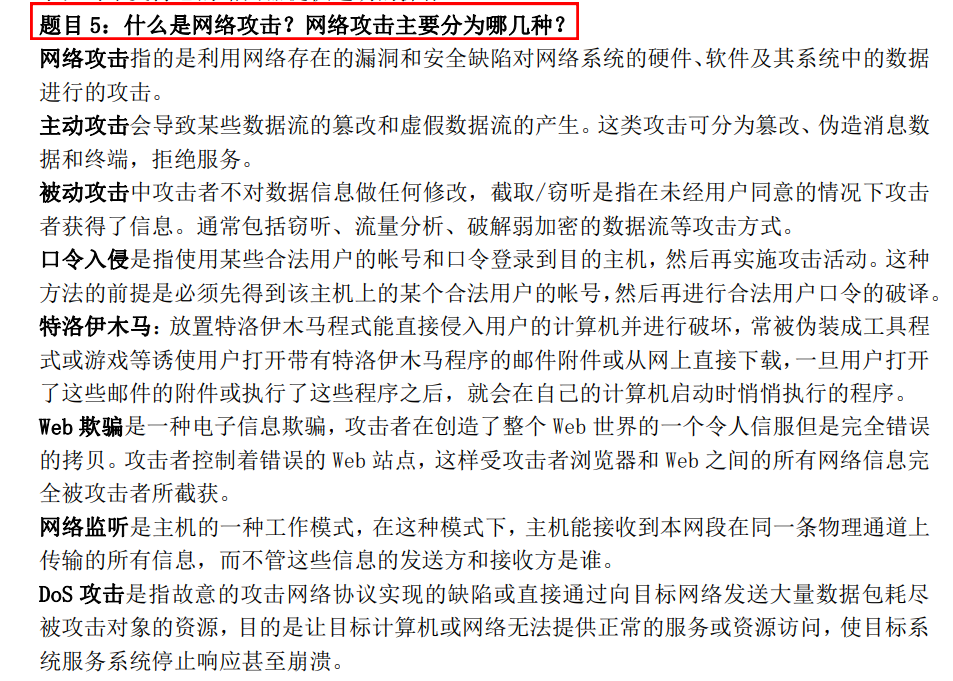 题目 5：什么是网络攻击？网络攻击主要分为哪几种？
网络攻击指的是利用网络存在的漏洞和安全缺陷对网络系统的硬件、软件及其系统中的数据
进行的攻击。
主动攻击会导致某些数据流的篡改和虚假数据流的产生。这类攻击可分为篡改、伪造消息数
据和终端，拒绝服务。
被动攻击中攻击者不对数据信息做任何修改，截取/窃听是指在未经用户同意的情况下攻击
者获得了信息。通常包括窃听、流量分析、破解弱加密的数据流等攻击方式。
口令入侵是指使用某些合法用户的帐号和口令登录到目的主机，然后再实施攻击活动。这种
方法的前提是必须先得到该主机上的某个合法用户的帐号，然后再进行合法用户口令的破译。
特洛伊木马：放置特洛伊木马程式能直接侵入用户的计算机并进行破坏，常被伪装成工具程
式或游戏等诱使用户打开带有特洛伊木马程序的邮件附件或从网上直接下载，一旦用户打开
了这些邮件的附件或执行了这些程序之后，就会在自己的计算机启动时悄悄执行的程序。
Web 欺骗是一种电子信息欺骗，攻击者在创造了整个 Web 世界的一个令人信服但是完全错误
的拷贝。攻击者控制着错误的 Web 站点，这样受攻击者浏览器和 Web 之间的所有网络信息完
全被攻击者所截获。
网络监听是主机的一种工作模式，在这种模式下，主机能接收到本网段在同一条物理通道上
传输的所有信息，而不管这些信息的发送方和接收方是谁。
DoS 攻击是指故意的攻击网络协议实现的缺陷或直接通过向目标网络发送大量数据包耗尽
被攻击对象的资源，目的是让目标计算机或网络无法提供正常的服务或资源访问，使目标系
统服务系统停止响应甚至崩溃。